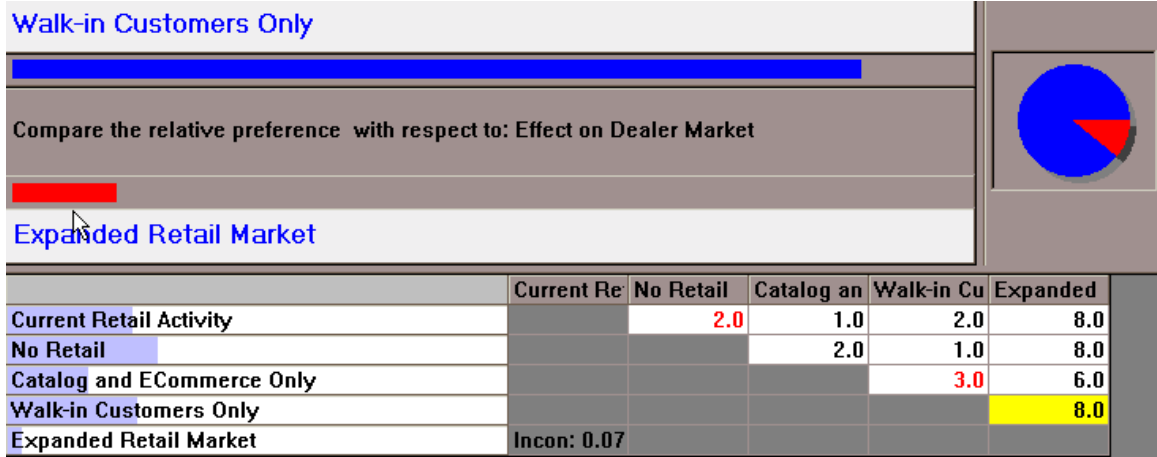 Walk-in Customers Only
Compare the relative preference with respect to: Effect on Dealer Market
Expanded Retail Market
Current Re No Retail Catalog an Walk-in Cu Expanded
Current Retail Activity 2.0 1.0 2.0 8.0
No Retail 2.0 1.0 8.0
Catalog and ECommerce Only 3.0 6.0
Walk-in Customers Only 8.0
Expanded Retail Market Incon: 0.07